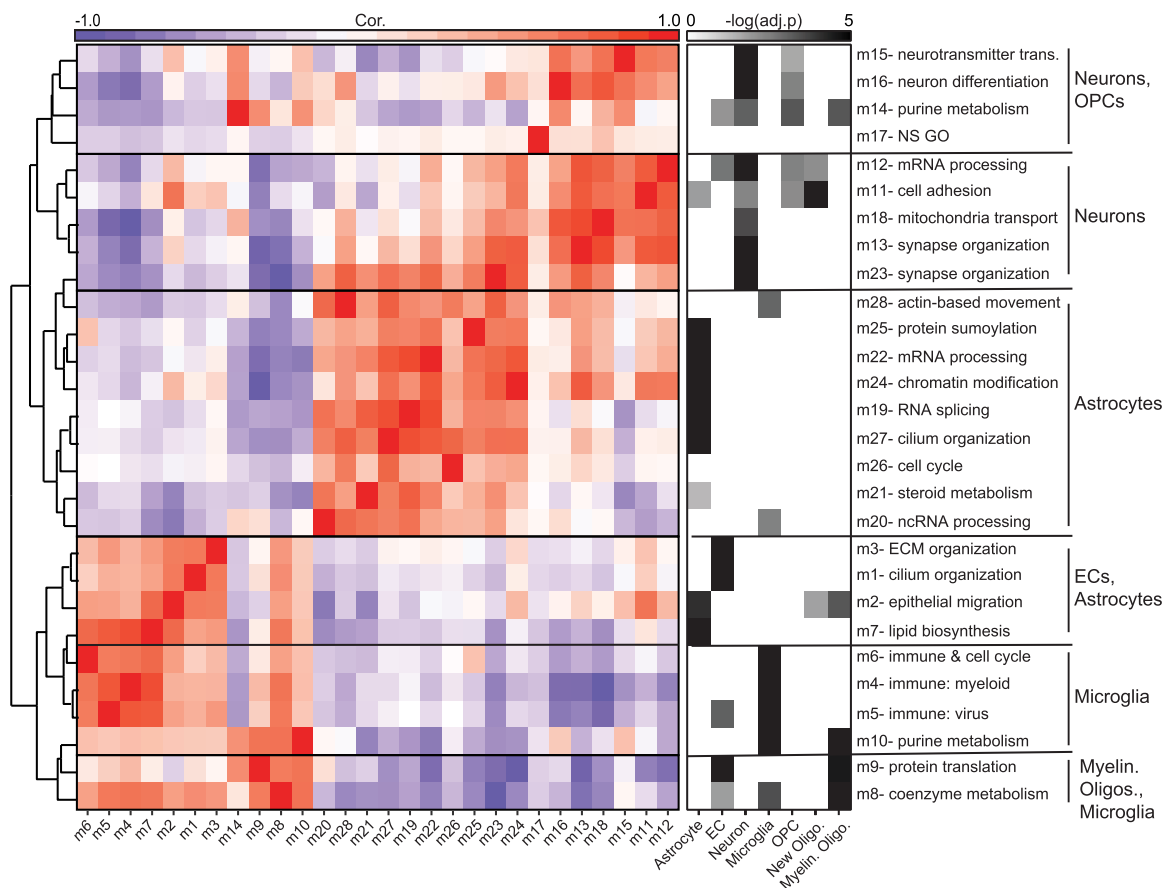 -1.0 Cor. 1.0 0 -log(adj.p) 5
m15- neurotransmitter trans.
m16- neuron differentiation
m14- purine metabolism
m17- NS GO
Neurons,
OPCs
m12- mRNA processing
m11- cell adhesion
m18- mitochondria transport
m13- synapse organization
m23- synapse organization
Neurons
m28- actin-based movement
m25- protein sumoylation
m22- mRNA processing
m24- chromatin modification
m19- RNA splicing
m27- cilium organization
m26- cell cycle
m21- steroid metabolism
m20- ncRNA processing
Astrocytes
m3- ECM organization
m1- cilium organization
m2- epithelial migration
m7- lipid biosynthesis
ECs,
Astrocytes
m6- immune & cell cycle
m4- immune: myeloid
m5- immune: virus
m10- purine metabolism
Microglia
m9- protein translation
m8- coenzyme metabolism
Myelin.
Oligos.,
Microglia
m6 m5 m4 m7 m2 m1 m3 m14 m9 m8 m10 m20 m28 m21 m27 m19 m22 m26 m25 m23 m24 m17 m16 m13 m18 m15 m11 m12
Astrocyte EC Neuron Microglia OPC New Oligo. Myelin. Oligo.